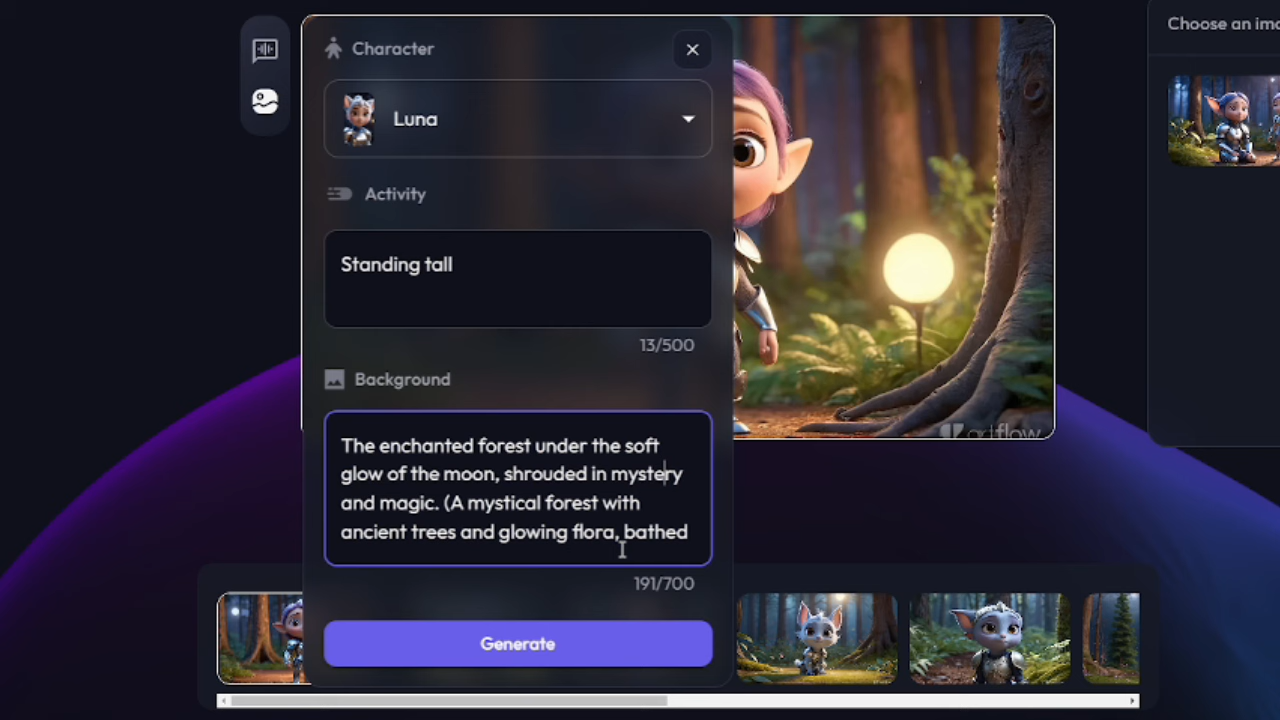 Character
Choose an
Luna
Activity
Standing tall
13/500
Background
The enchanted forest under the soft
glow of the moon, shrouded in mystery
and magic. (A mystical forest with
ancient trees and glowing flora, bathed
191/700
Generate